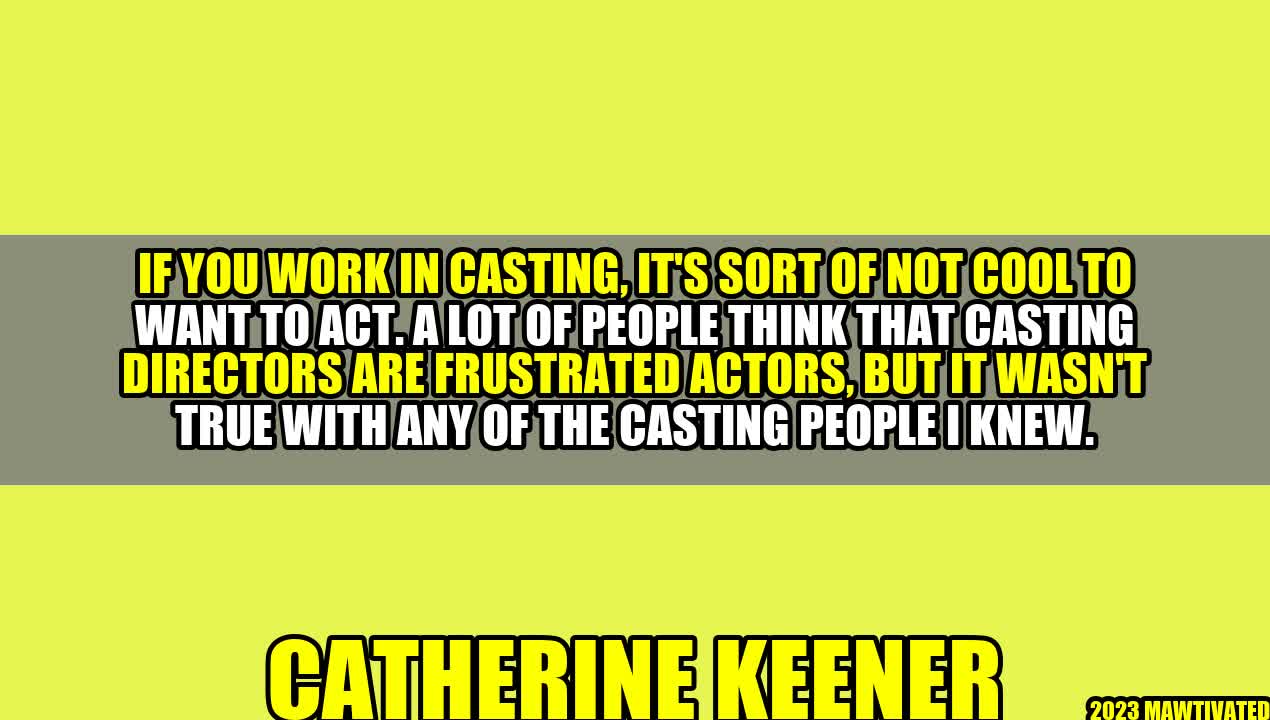 IF YOU WORK IN CASTING, IT'S SORT OF NOT COOL TO
WANT TO ACT. A LOT OF PEOPLE THINK THAT CASTING
DIRECTORS ARE FRUSTRATED ACTORS, BUT IT WASN'T
TRUE WITH ANY OF THE CASTING PEOPLE I KNEW.
CATHERINE KEENER
2023 MAWTIVATED